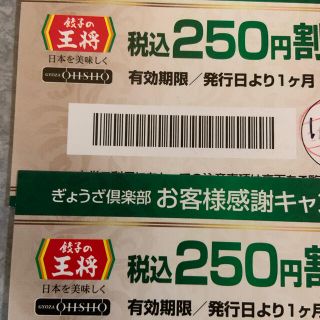 餃子の
王将
日本を美味しく
GYOZA OHSHO
税込250円割
有効期限／発行日より1ヶ月
ぎょうざ倶楽部 お客様感謝キャン
餃子の
王将
日本を美味しく
GYOZA OHSHO
税込250円割
有効期限／発行日より1ヶ月